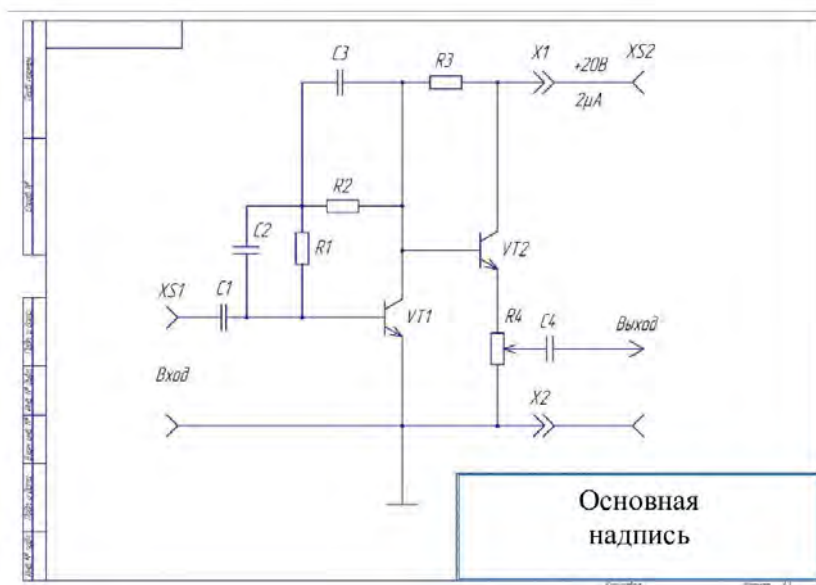 C3
R3
X1
+20В
XS2
2µА
R2
C2
R1
VT2
XS1
C1
VT1
R4
C4
Выход
Вход
X2
Основная
надпись